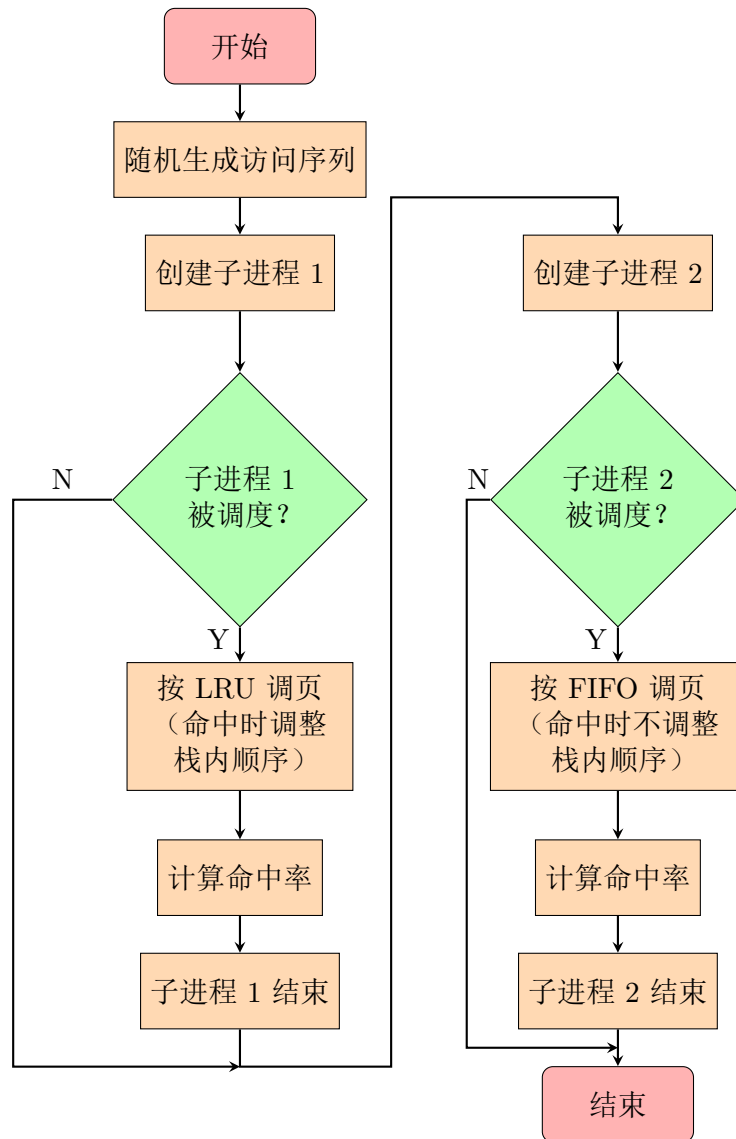 开始
随机生成访问序列
创建子进程 1
子进程 1
被调度？
N
Y
按 LRU 调页
（命中时调整
栈内顺序）
计算命中率
子进程 1 结束
创建子进程 2
子进程 2
被调度？
N
Y
按 FIFO 调页
（命中时不调整
栈内顺序）
计算命中率
子进程 2 结束
结束